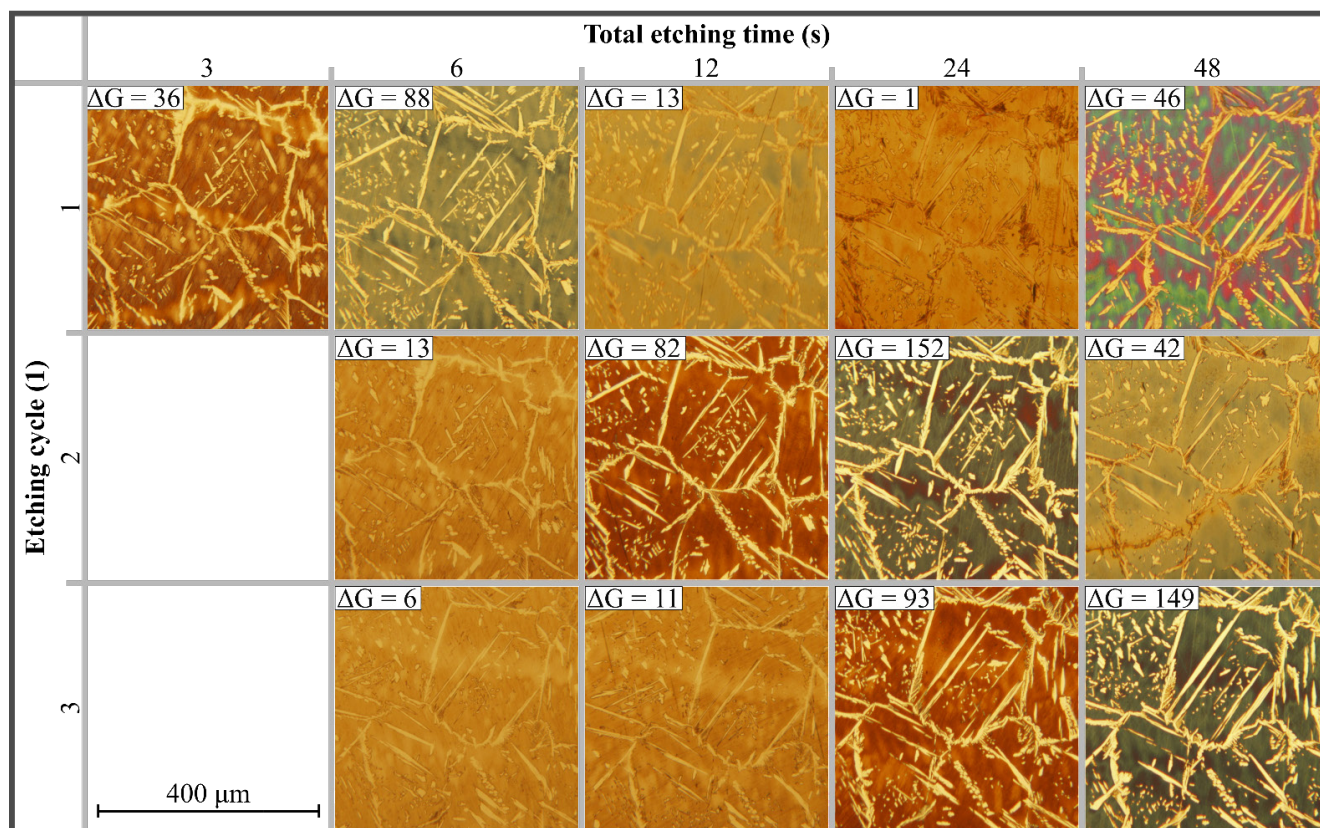 Total etching time (s)
3 6 12 24 48
Etching cycle (1)
1
ΔG = 36 ΔG = 88 ΔG = 13 ΔG = 1 ΔG = 46
2
ΔG = 13 ΔG = 82 ΔG = 152 ΔG = 42
3
ΔG = 6 ΔG = 11 ΔG = 93 ΔG = 149
400 μm